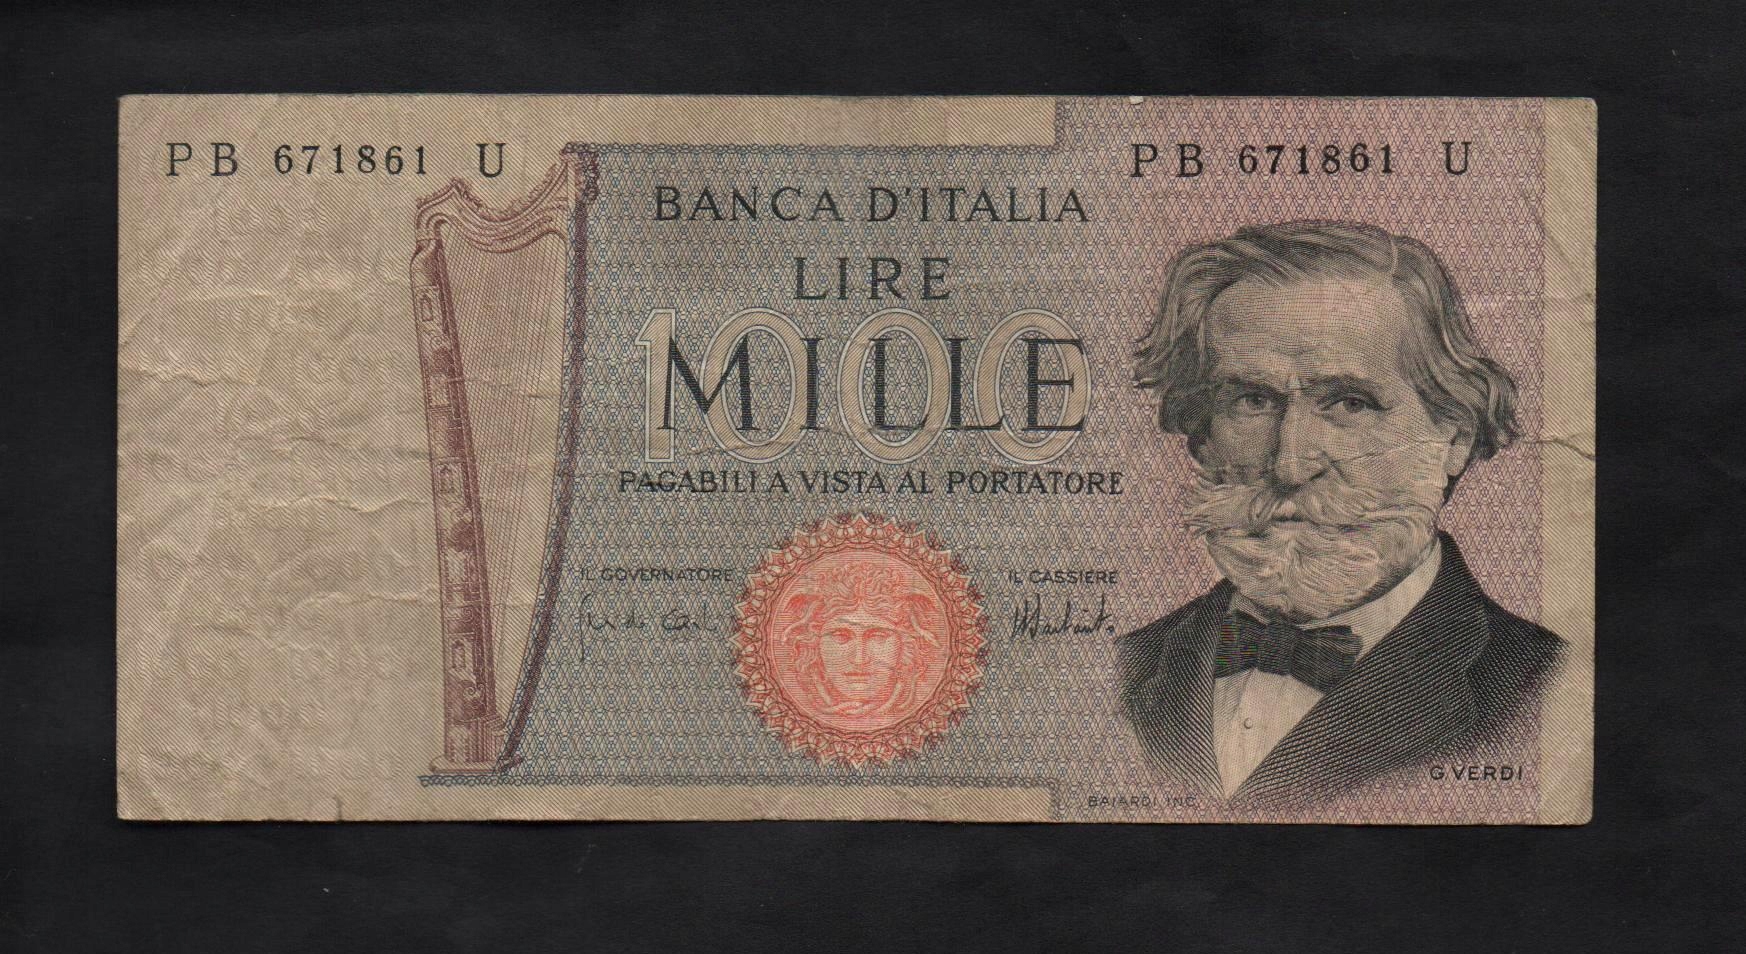 PB 671861 U
PB 671861 U
BANCA D'ITALIA
LIRE
1000
MILLE
PAGABILI A VISTA AL PORTATORE
IL GOVERNATORE
IL CASSIERE
G. VERDI
BAIARDI INC.